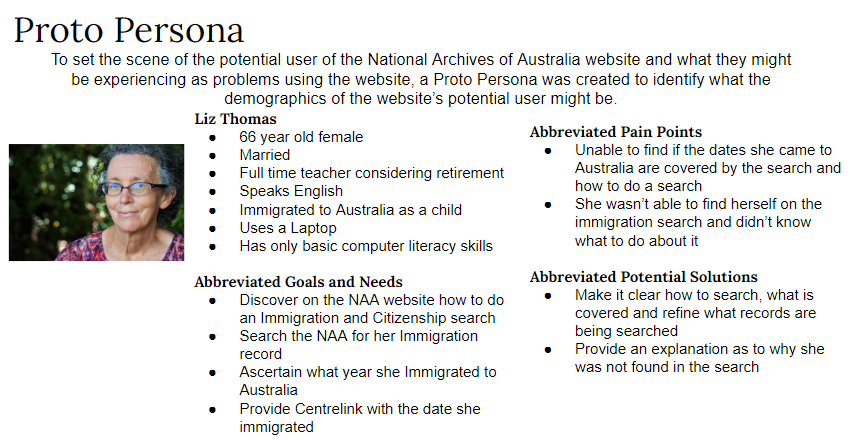 Proto Persona
To set the scene of the potential user of the National Archives of Australia website and what they might
be experiencing as problems using the website, a Proto Persona was created to identify what the
demographics of the website's potential user might be.
Liz Thomas
● 66 year old female
● Married
● Full time teacher considering retirement
● Speaks English
● Immigrated to Australia as a child
● Uses a Laptop
● Has only basic computer literacy skills
Abbreviated Goals and Needs
● Discover on the NAA website how to do
an Immigration and Citizenship search
● Search the NAA for her Immigration
record
● Ascertain what year she Immigrated to
Australia
● Provide Centrelink with the date she
immigrated
Abbreviated Pain Points
● Unable to find if the dates she came to
Australia are covered by the search and
how to do a search
● She wasn't able to find herself on the
immigration search and didn't know
what to do about it
Abbreviated Potential Solutions
● Make it clear how to search, what is
covered and refine what records are
being searched
● Provide an explanation as to why she
was not found in the search